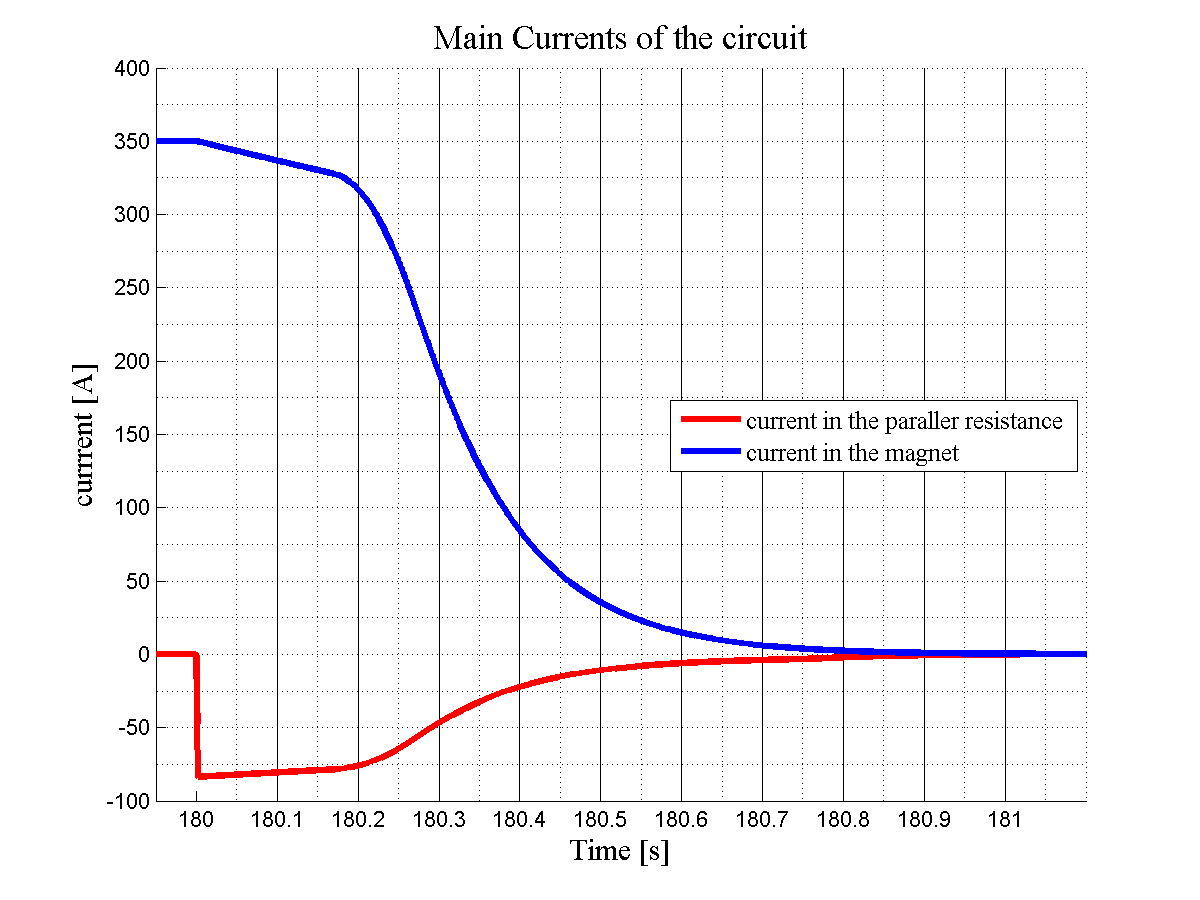 Main Currents of the circuit
400
350
300
250
200
150
100
50
0
-50
-100
currrent [A]
current in the paraller resistance
current in the magnet
180 180.1 180.2 180.3 180.4 180.5 180.6 180.7 180.8 180.9 181
Time [s]